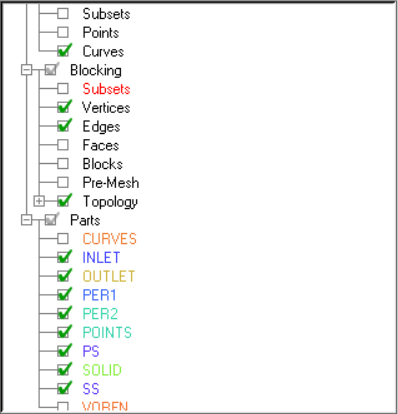 Subsets
Points
Curves
Blocking
Subsets
Vertices
Edges
Faces
Blocks
Pre-Mesh
Topology
Parts
CURVES
INLET
OUTLET
PER1
PER2
POINTS
PS
SOLID
SS